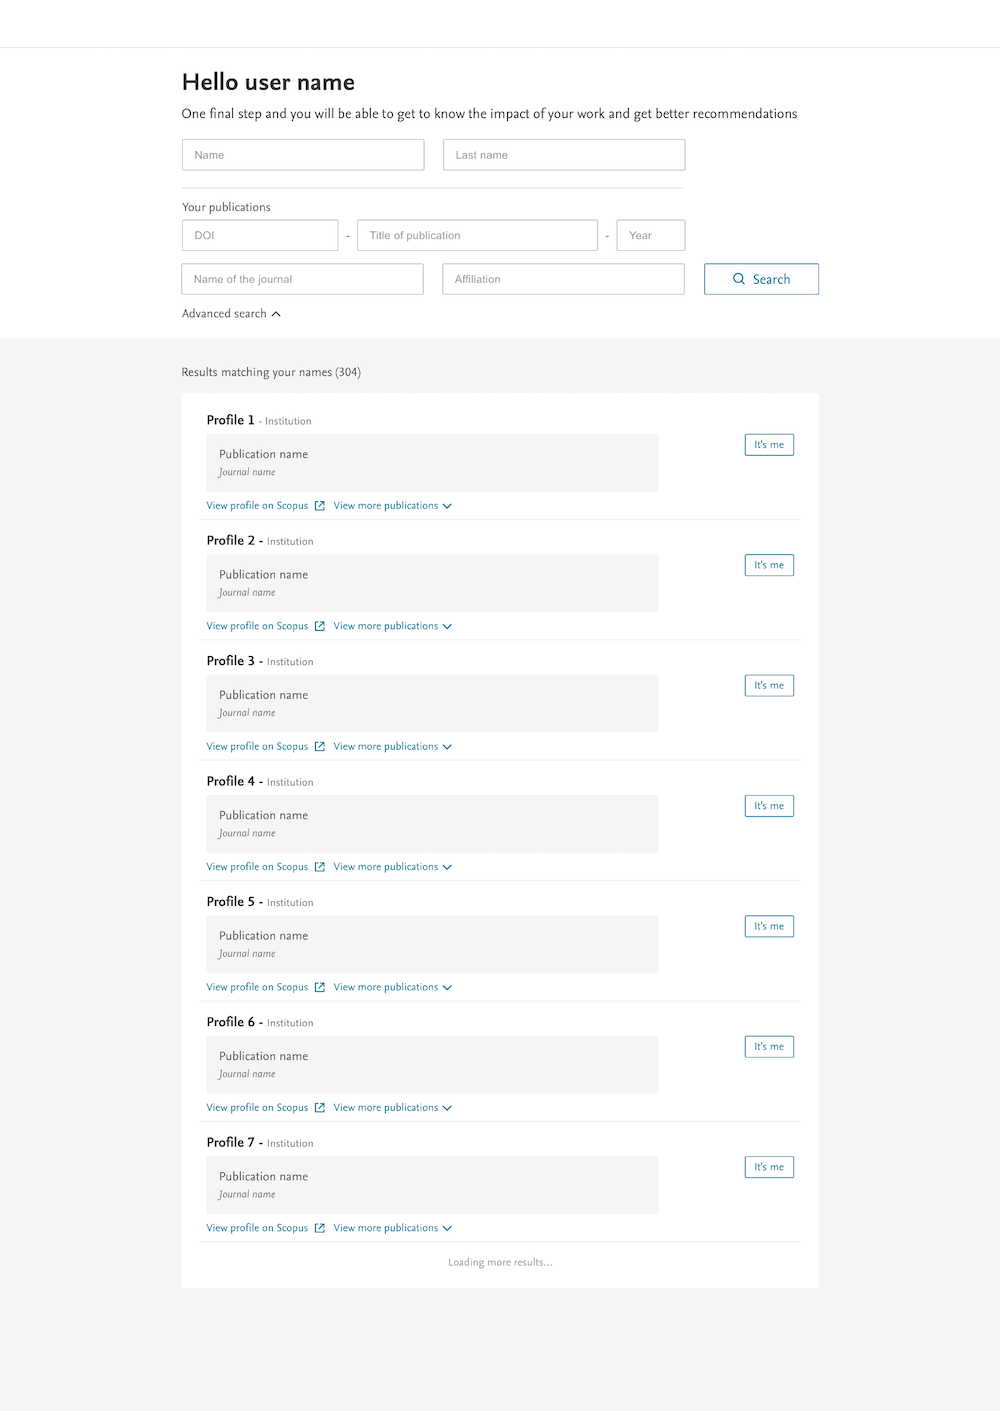 Hello user name
One final step and you will be able to get to know the impact of your work and get better recommendations
Name Last name
Your publications
DOI - Title of publication - Year
Name of the journal Affiliation Search
Advanced search
Results matching your names (304)
Profile 1 - Institution
It's me
Publication name
Journal name
View profile on Scopus View more publications
Profile 2 - Institution
It's me
Publication name
Journal name
View profile on Scopus View more publications
Profile 3 - Institution
It's me
Publication name
Journal name
View profile on Scopus View more publications
Profile 4 - Institution
It's me
Publication name
Journal name
View profile on Scopus View more publications
Profile 5 - Institution
It's me
Publication name
Journal name
View profile on Scopus View more publications
Profile 6 - Institution
It's me
Publication name
Journal name
View profile on Scopus View more publications
Profile 7 - Institution
It's me
Publication name
Journal name
View profile on Scopus View more publications
Loading more results...